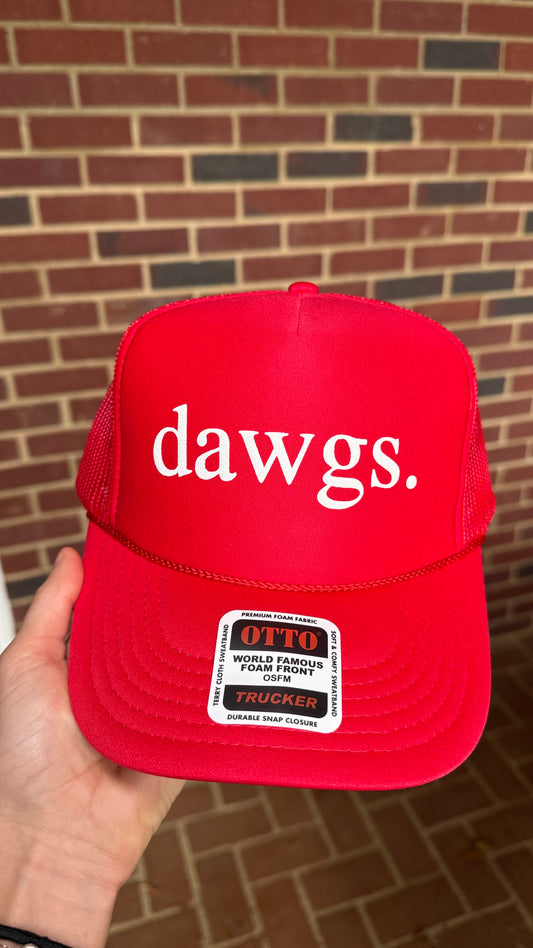 dawgs.
PREMIUM FOAM FABRIC
TERRY CLOTH SWEATBAND
OTTO®
WORLD FAMOUS
FOAM FRONT
OSFM
TRUCKER
SOFT & COMFY SWEATBAND
DURABLE SNAP CLOSURE